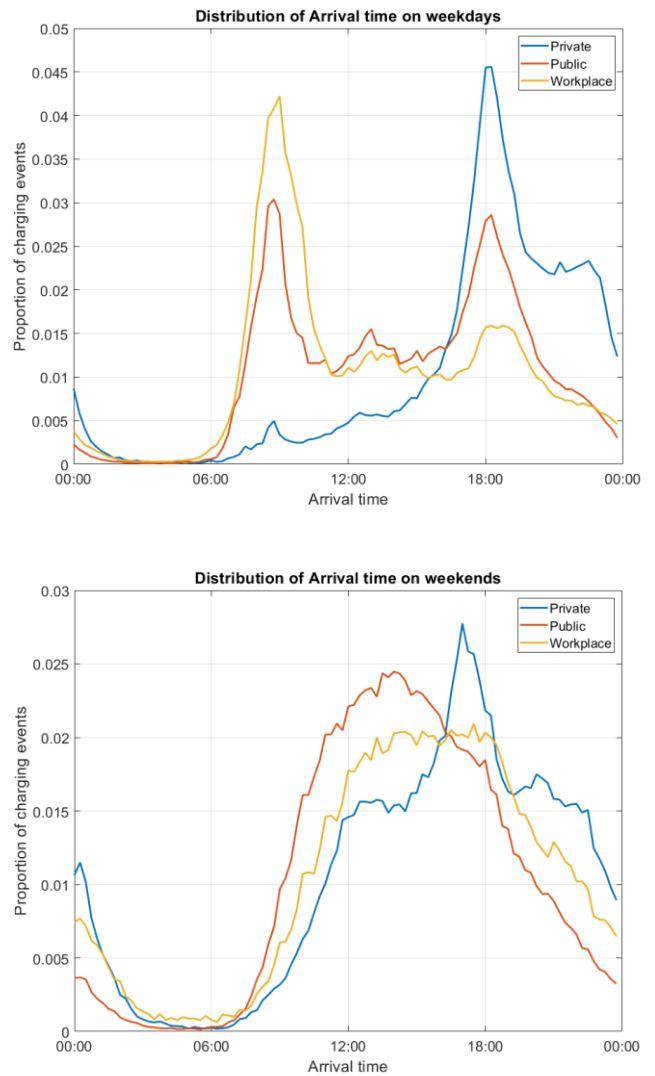 Distribution of Arrival time on weekdays
0.05
0.045
0.04
0.035
0.03
0.025
0.02
0.015
0.01
0.005
0
Proportion of charging events
Private
Public
Workplace
00:00 06:00 12:00 18:00 00:00
Arrival time
Distribution of Arrival time on weekends
0.03
0.025
0.02
0.015
0.01
0.005
0
Proportion of charging events
Private
Public
Workplace
00:00 06:00 12:00 18:00 00:00
Arrival time